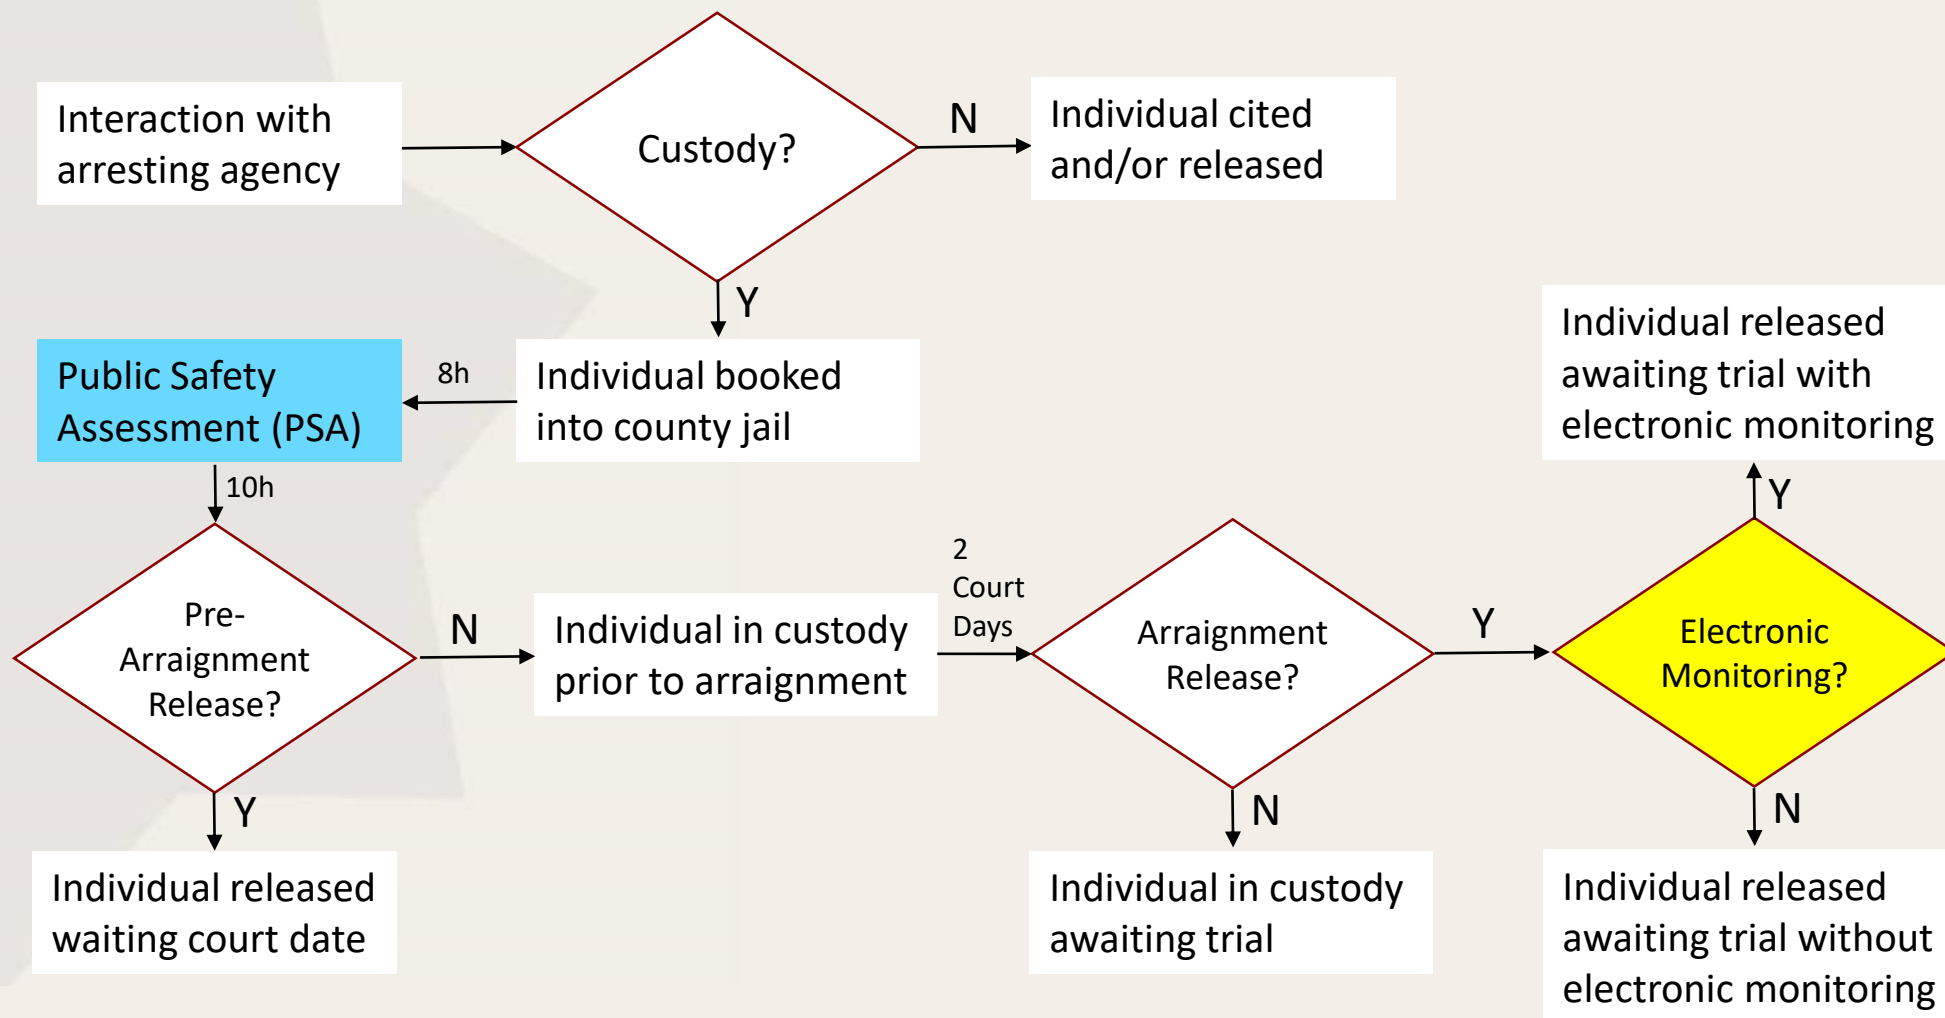 Interaction with
arresting agency
Custody?
N
Individual cited
and/or released
Y
Public Safety
Assessment (PSA)
8h
Individual booked
into county jail
Individual released
awaiting trial with
electronic monitoring
Y
10h
Pre-
Arraignment
Release?
N
Individual in custody
prior to arraignment
2
Court
Days
Arraignment
Release?
Y
Electronic
Monitoring?
Y
Individual released
waiting court date
N
Individual in custody
awaiting trial
N
Individual released
awaiting trial without
electronic monitoring